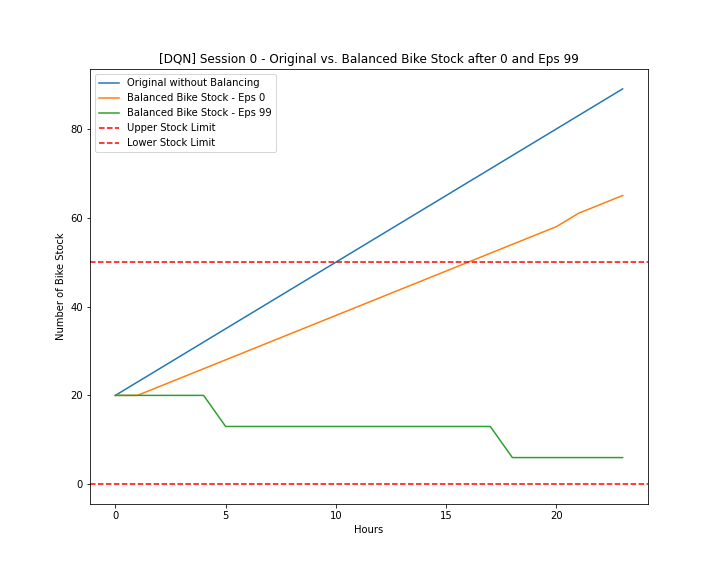 [DQN] Session 0 - Original vs. Balanced Bike Stock after 0 and Eps 99
Original without Balancing
Balanced Bike Stock - Eps 0
Balanced Bike Stock - Eps 99
Upper Stock Limit
Lower Stock Limit
Number of Bike Stock
80
60
40
20
0
0 5 10 15 20
Hours